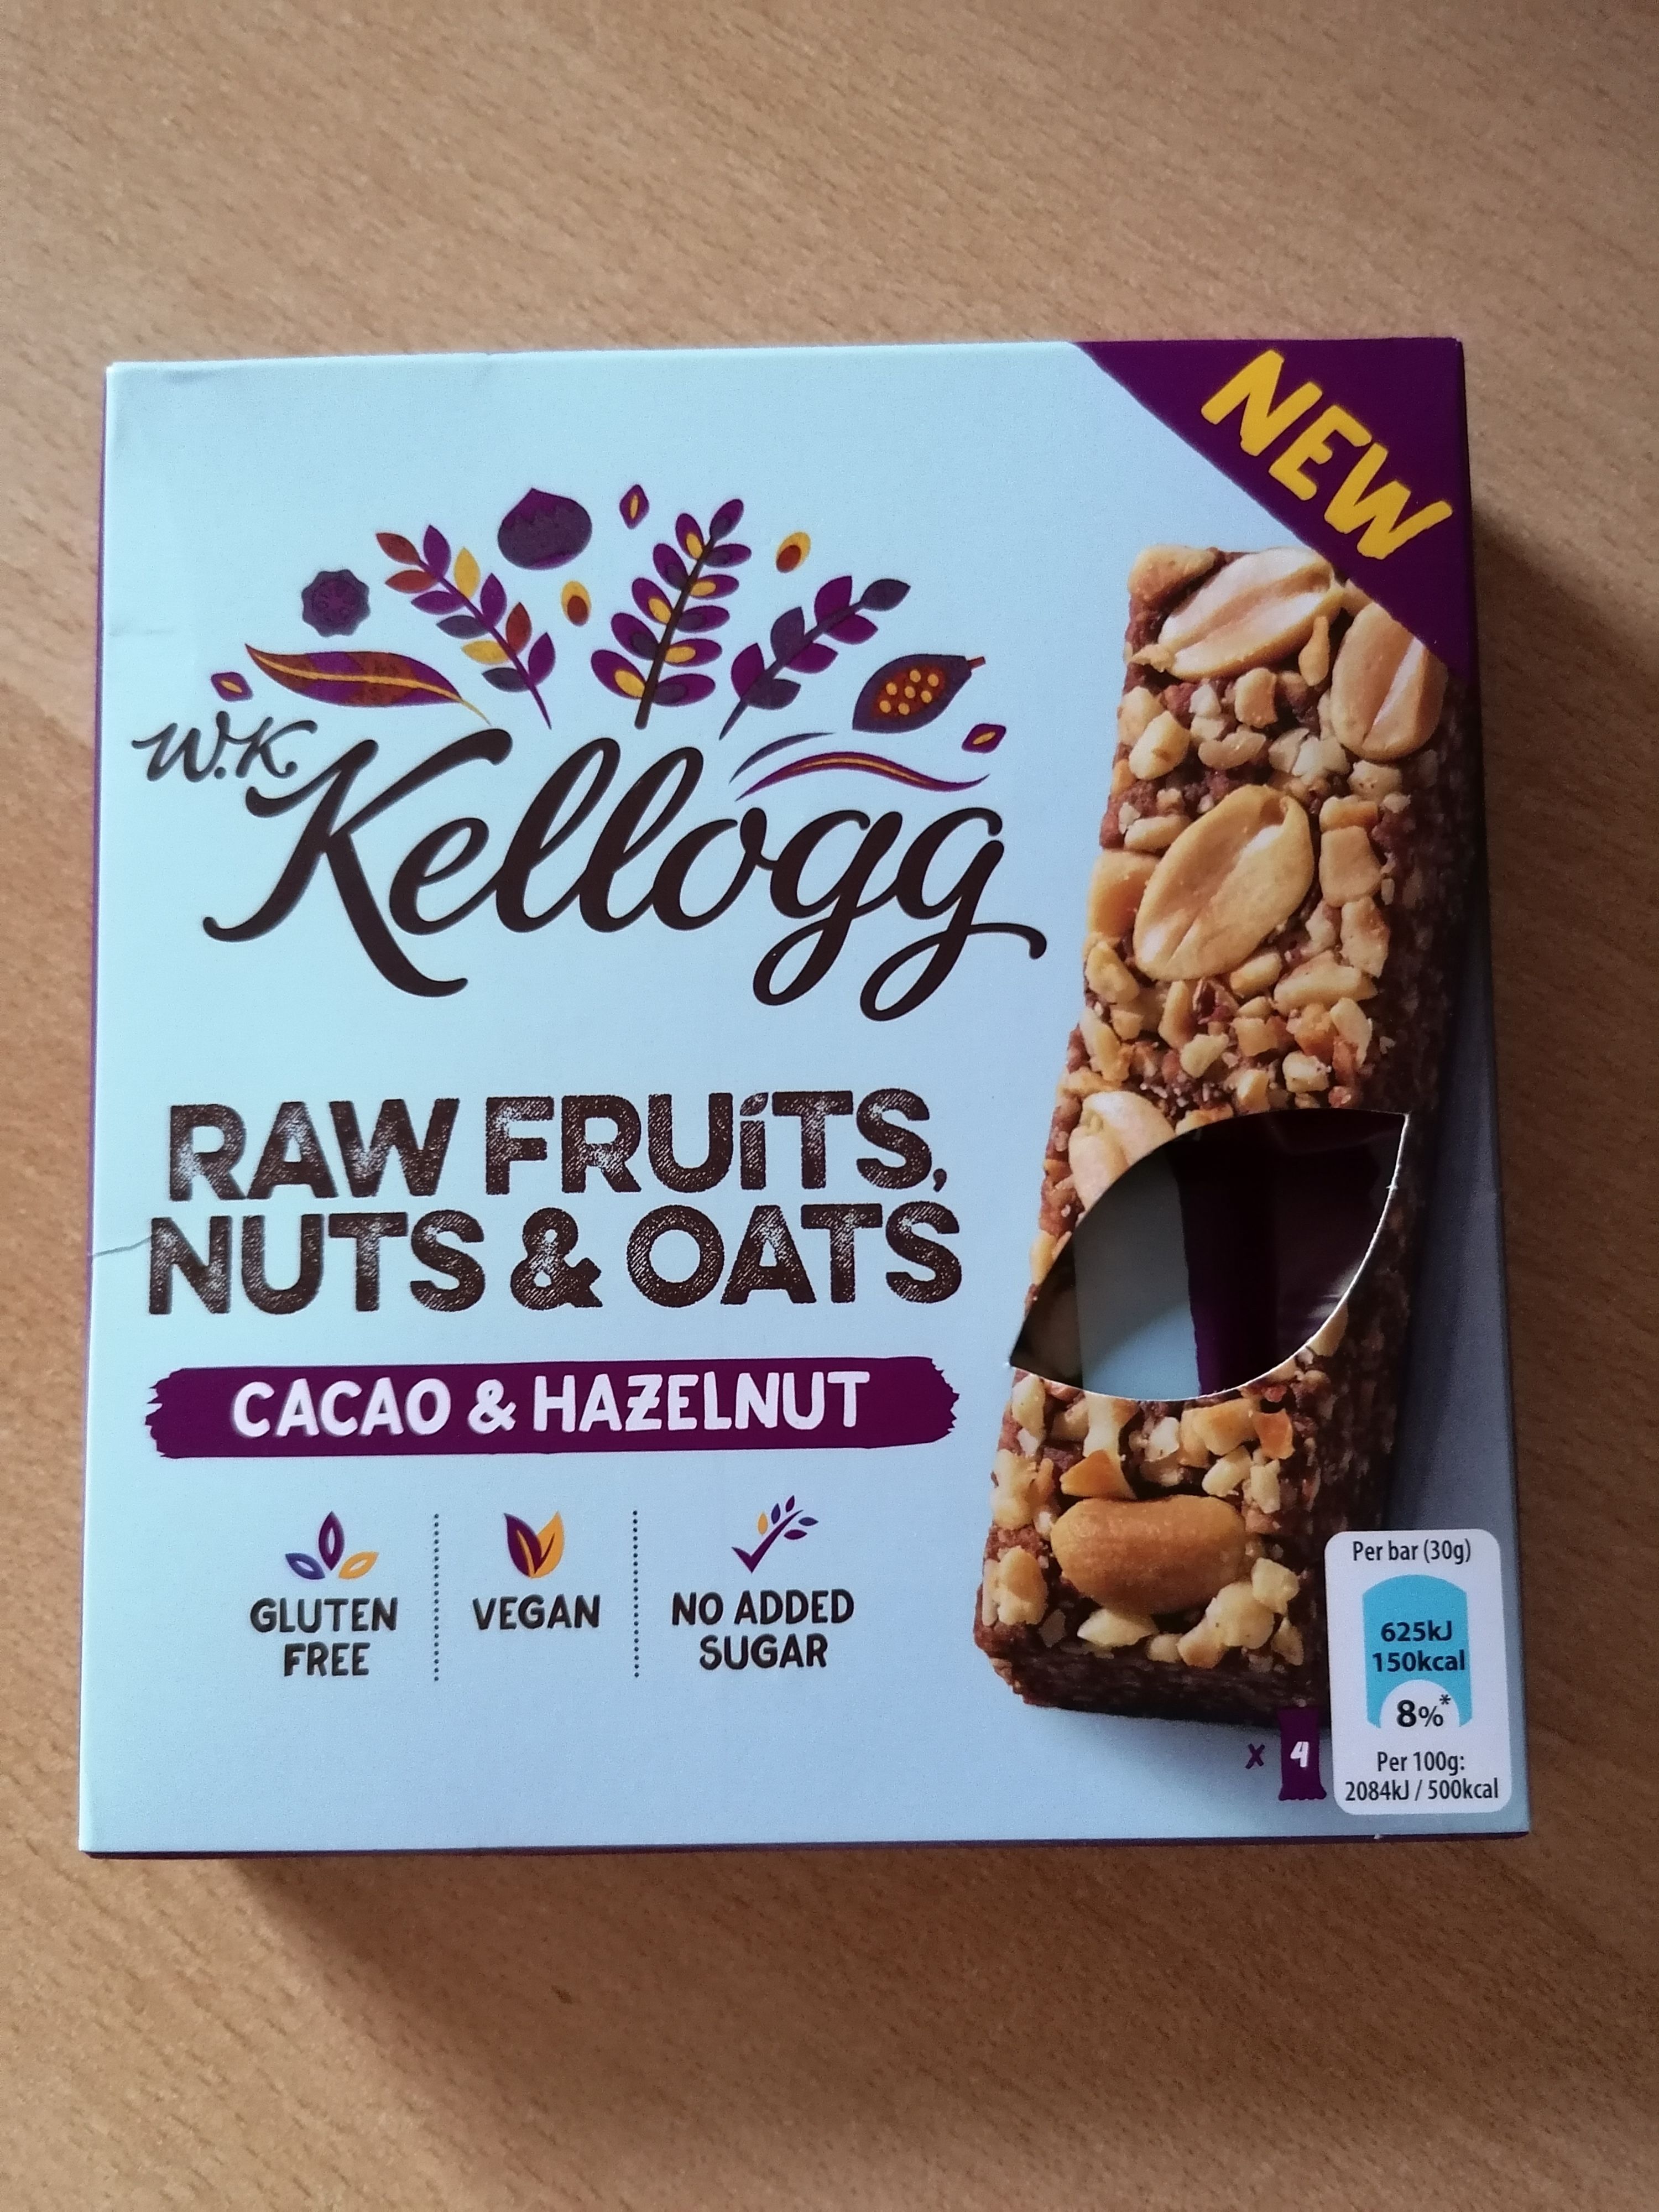 NEW
W.K.
Kellogg
RAW FRUITS,
NUTS & OATS
CACAO & HAZELNUT
GLUTEN
FREE
VEGAN
NO ADDED
SUGAR
x 4
Per bar (30g)
625kJ
150kcal
8%*
Per 100g:
2084kJ / 500kcal